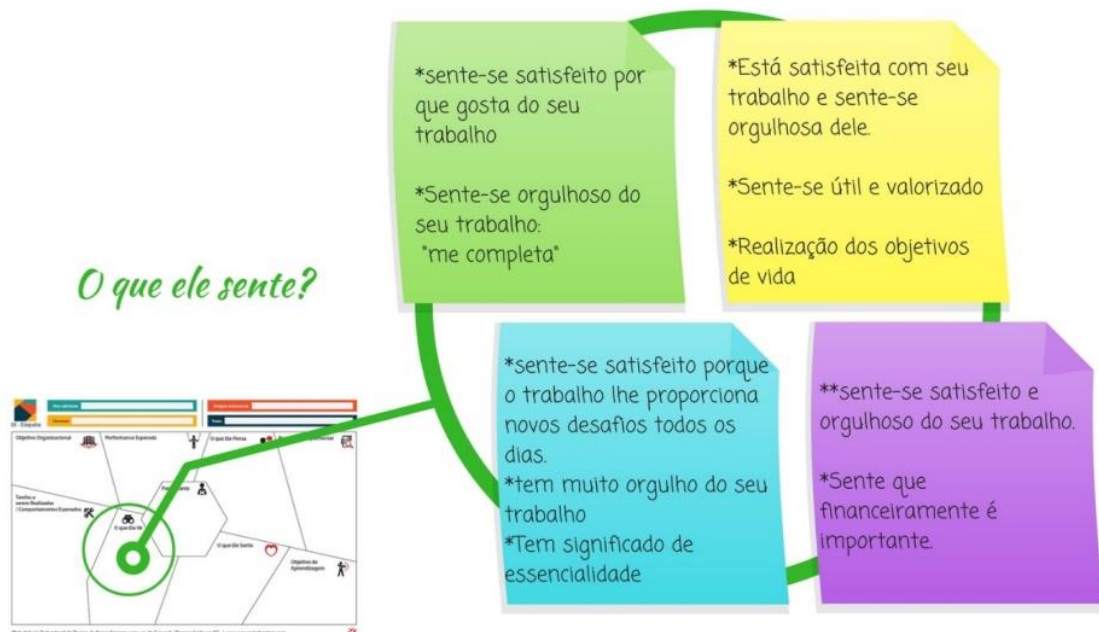 *sente-se satisfeito por
que gosta do seu
trabalho
*Sente-se orgulhoso do
seu trabalho:
"me completa"
*Está satisfeita com seu
trabalho e sente-se
orgulhosa dele.
*Sente-se útil e valorizado
*Realização dos objetivos
de vida
O que ele sente?
*sente-se satisfeito porque
o trabalho lhe proporciona
novos desafios todos os
dias.
*tem muito orgulho do seu
trabalho
*Tem significado de
essencialidade
**sente-se satisfeito e
orgulhoso do seu trabalho.
*Sente que
financeiramente é
importante.
Objetivo Organizacional
Performance Esperada
O que Ele Pensa
Tarefas a
serem Realizadas
/ Comportamentos Esperados
O que Ele Vê
O que Ele Sente
Objetivo de
Aprendizagem